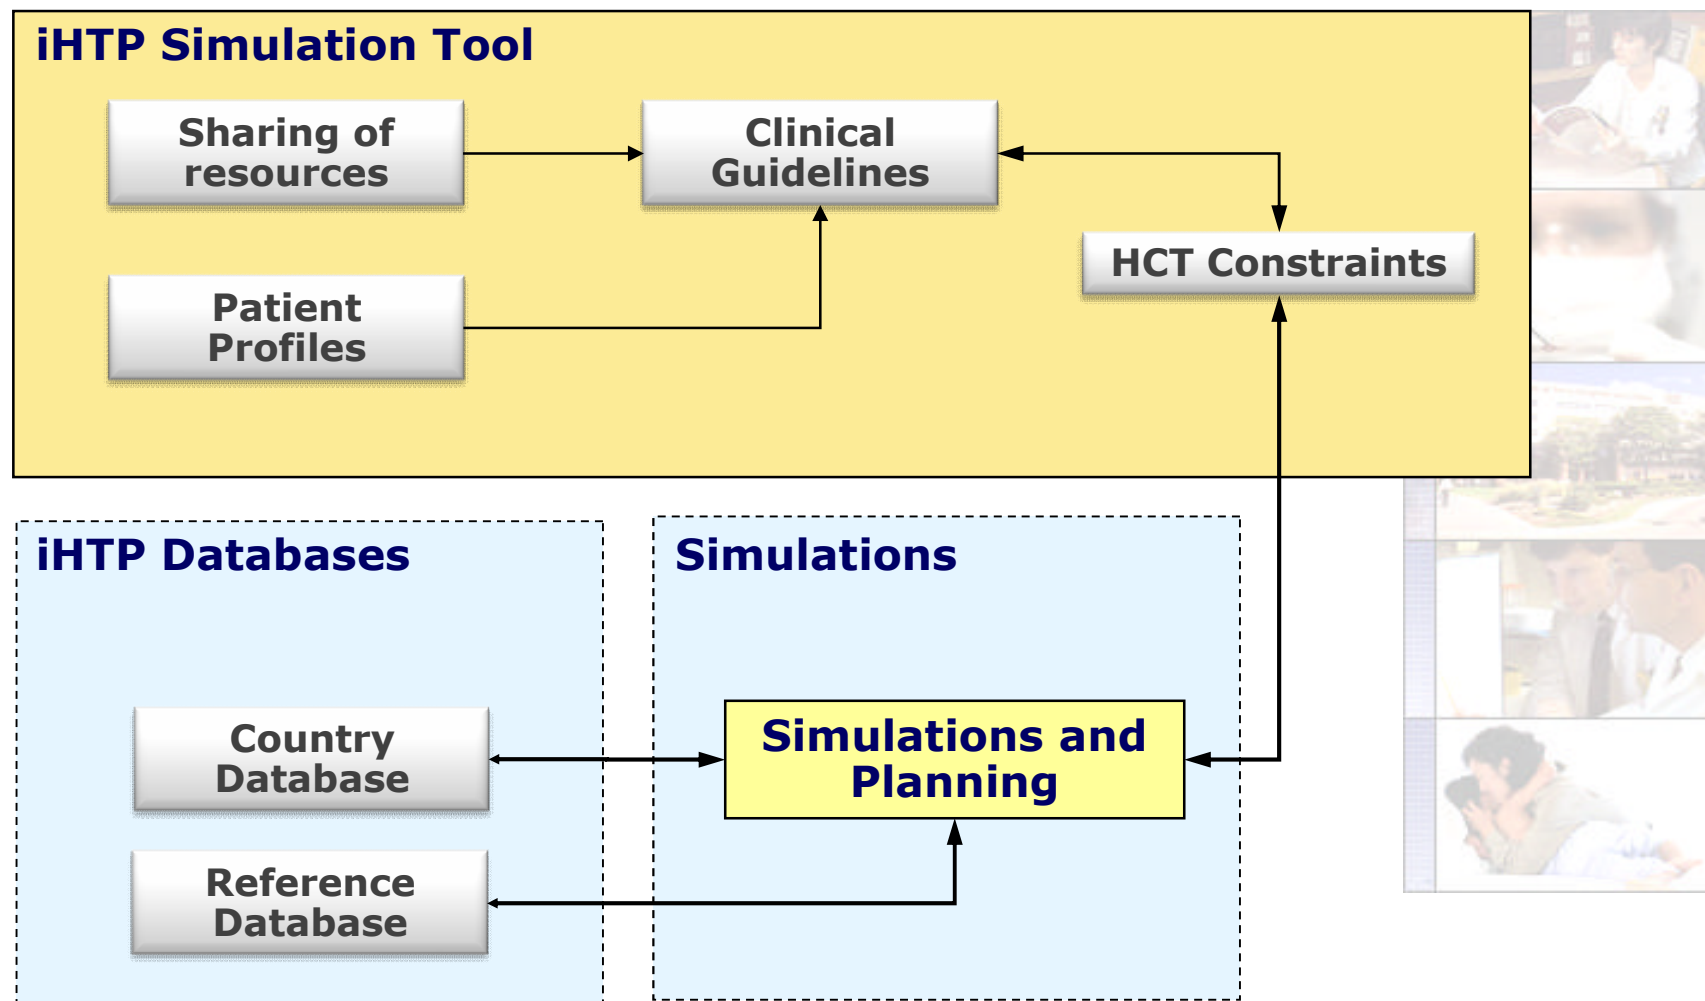 iHTP Simulation Tool
Sharing of
resources
Clinical
Guidelines
HCT Constraints
Patient
Profiles
iHTP Databases
Simulations
Country
Database
Simulations and
Planning
Reference
Database